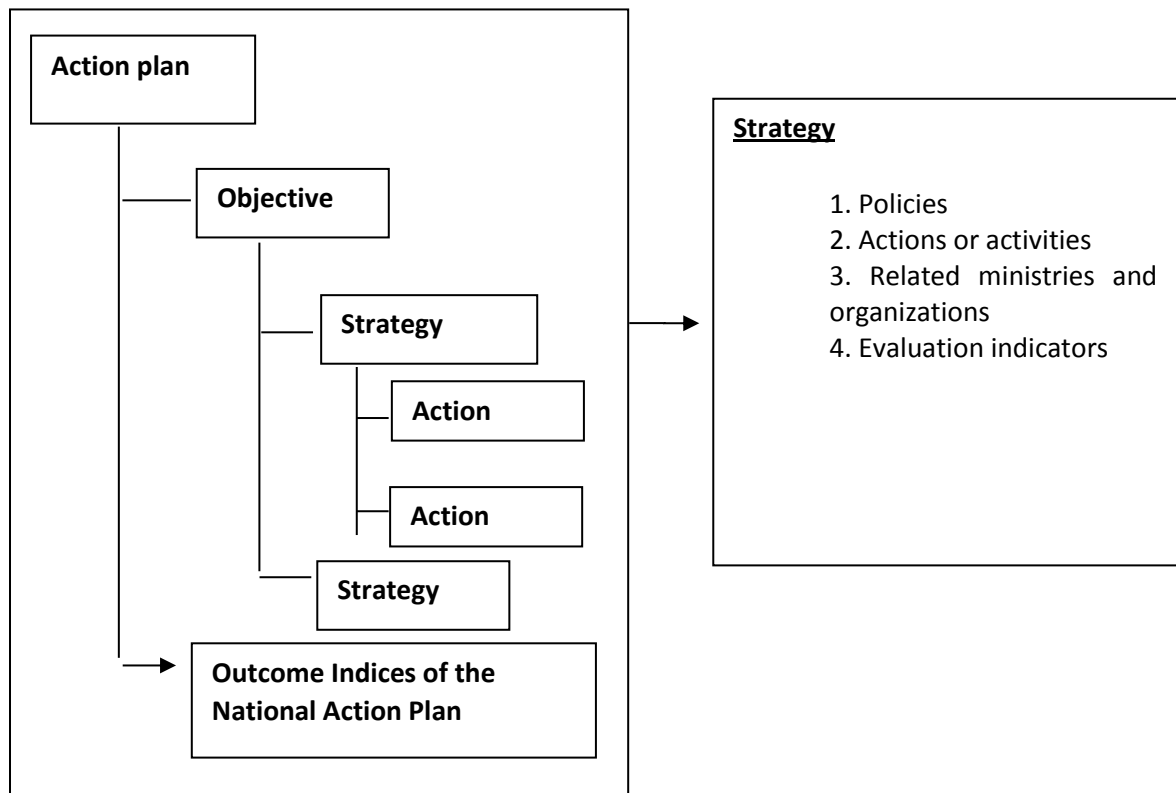 Action plan
Objective
Strategy
Action
Action
Strategy
Outcome Indices of the
National Action Plan
Strategy
1. Policies
2. Actions or activities
3. Related ministries and
organizations
4. Evaluation indicators